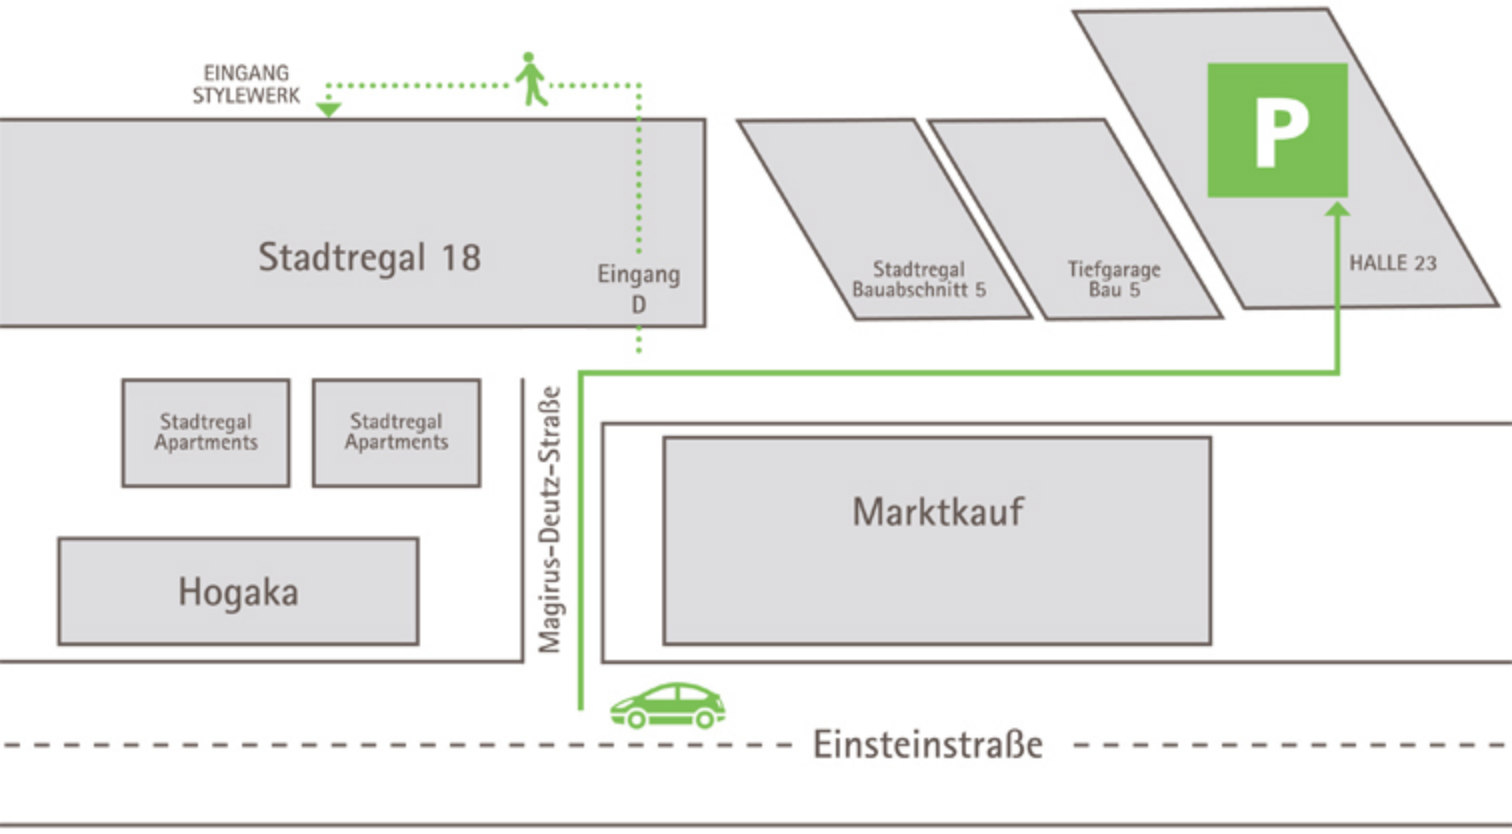 EINGANG
STYLEWERK
P
Stadtregal 18
Eingang
D
Stadtregal
Bauabschnitt 5
Tiefgarage
Bau 5
HALLE 23
Stadtregal
Apartments
Stadtregal
Apartments
Magirus-Deutz-Straße
Marktkauf
Hogaka
Einsteinstraße